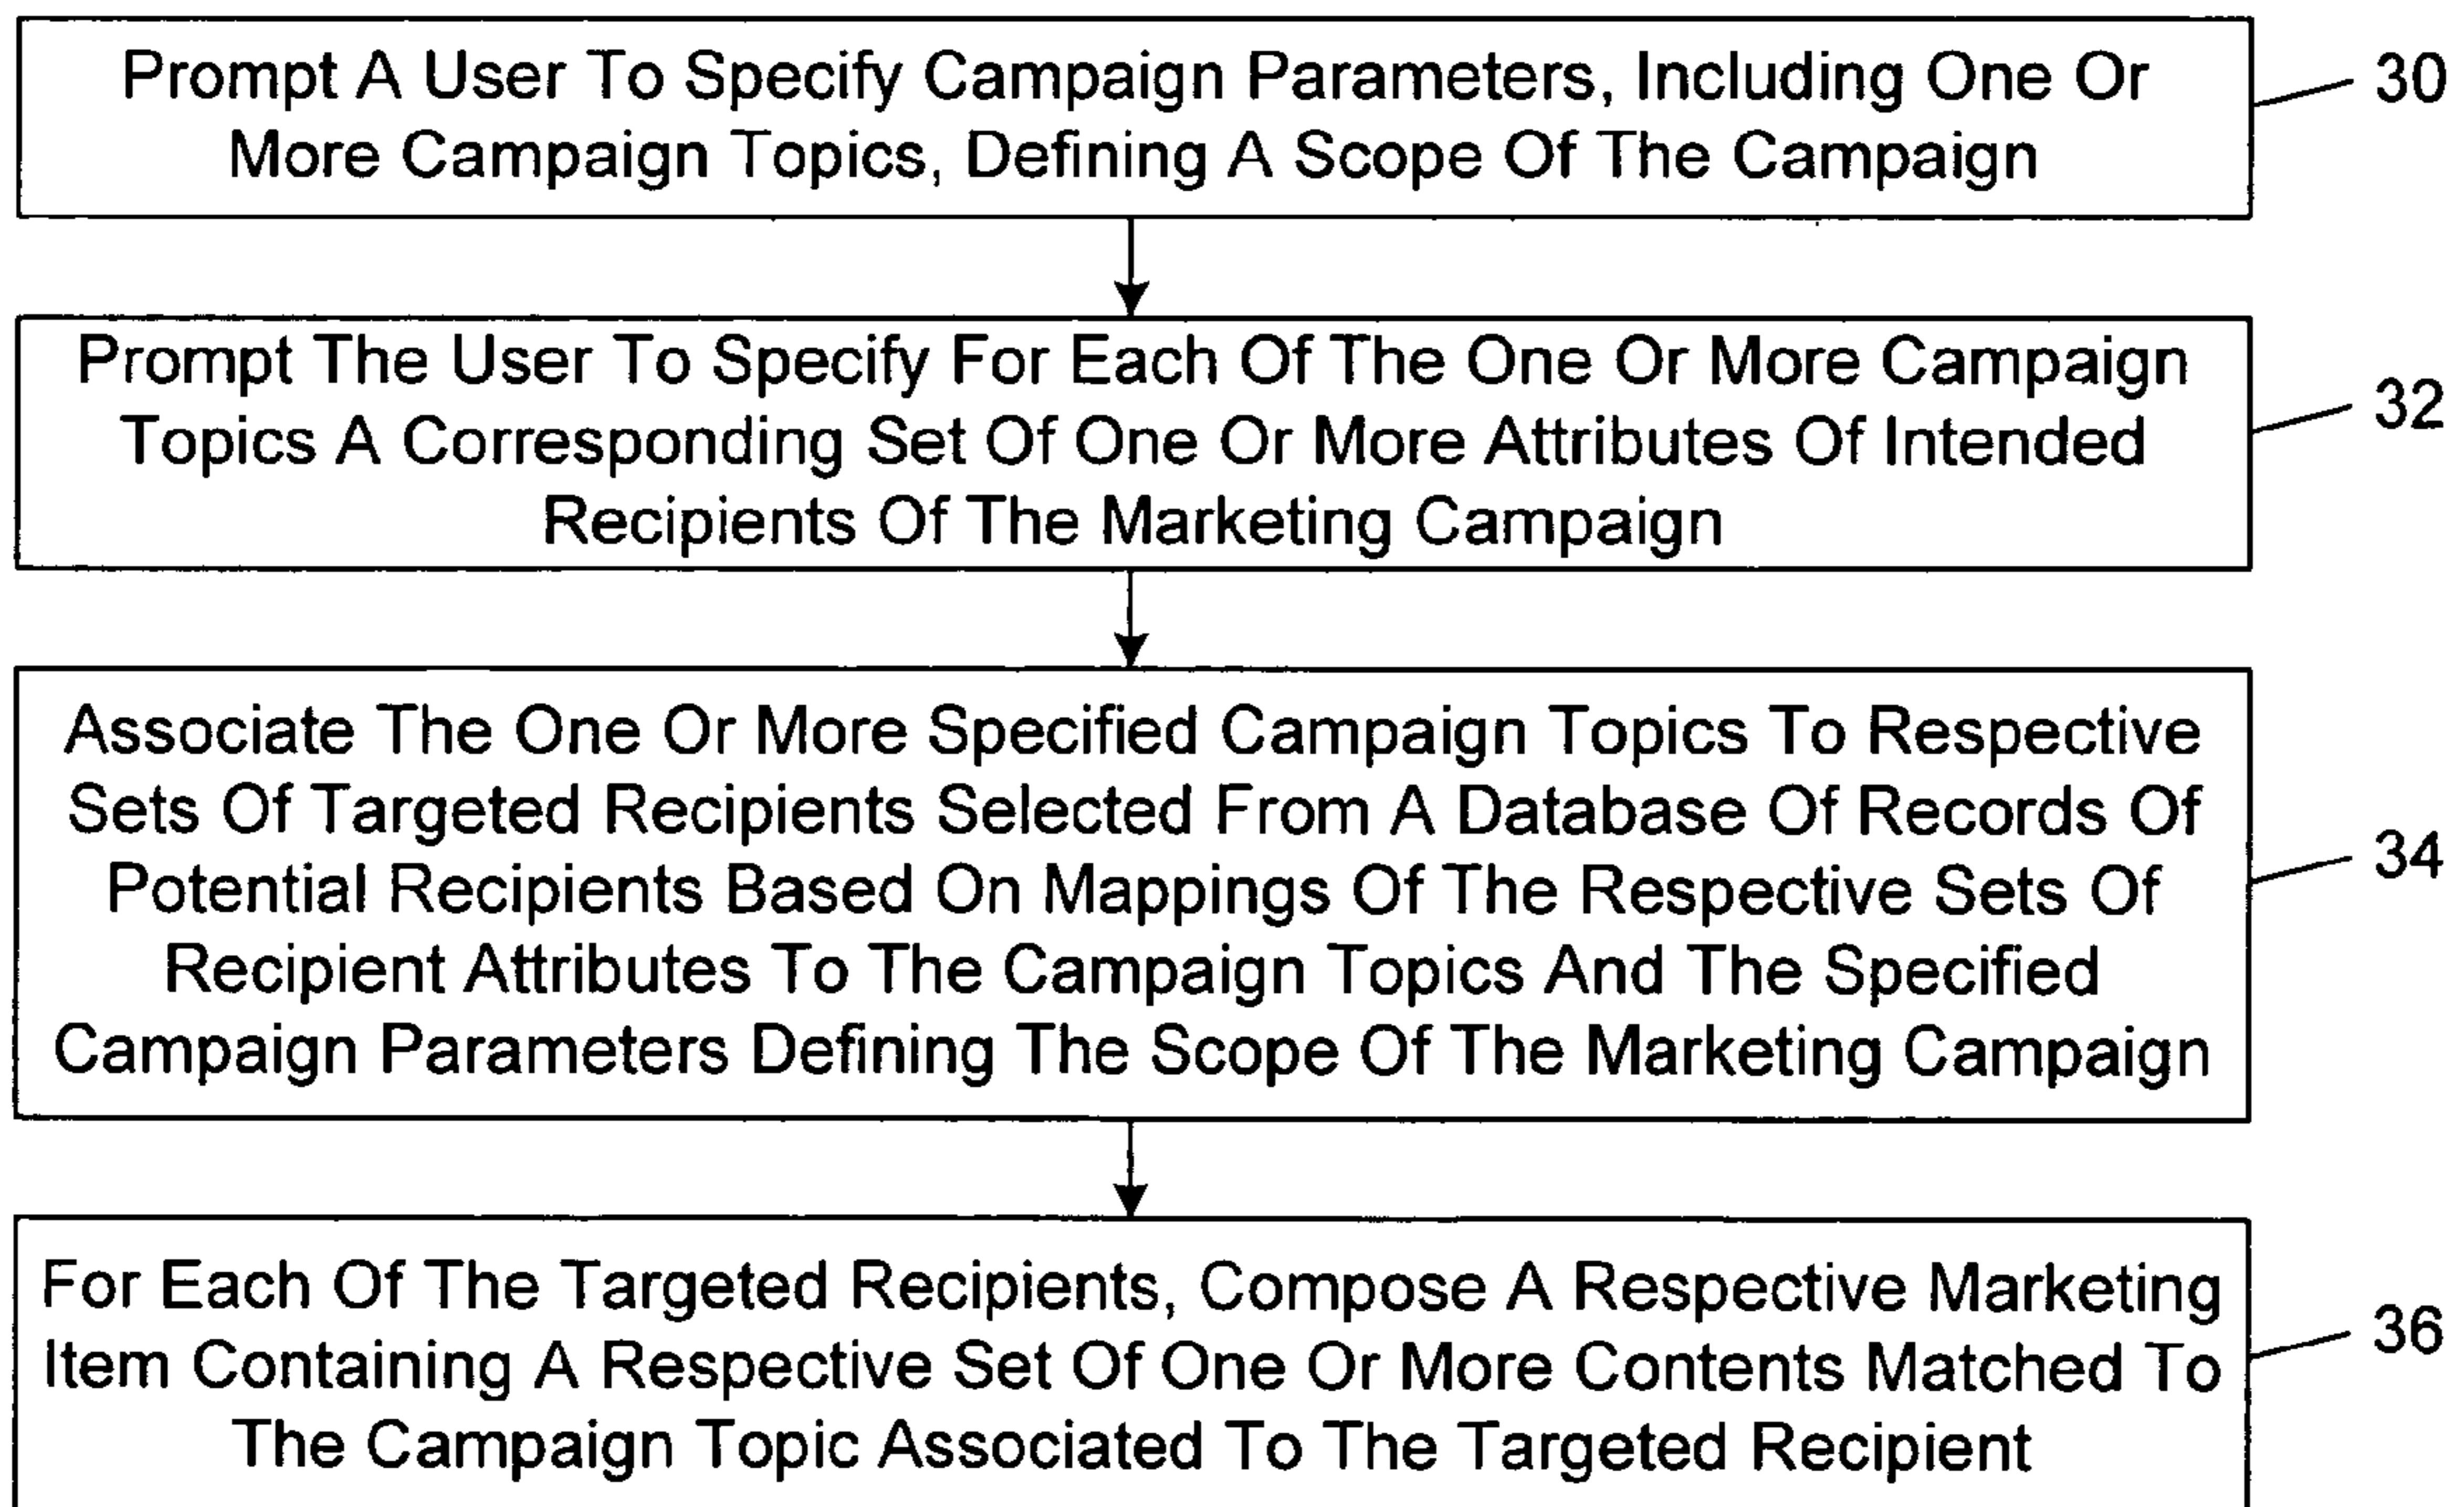 Prompt A User To Specify Campaign Parameters, Including One Or
More Campaign Topics, Defining A Scope Of The Campaign
30
Prompt The User To Specify For Each Of The One Or More Campaign
Topics A Corresponding Set Of One Or More Attributes Of Intended
Recipients Of The Marketing Campaign
32
Associate The One Or More Specified Campaign Topics To Respective
Sets Of Targeted Recipients Selected From A Database Of Records Of
Potential Recipients Based On Mappings Of The Respective Sets Of
Recipient Attributes To The Campaign Topics And The Specified
Campaign Parameters Defining The Scope Of The Marketing Campaign
34
For Each Of The Targeted Recipients, Compose A Respective Marketing
Item Containing A Respective Set Of One Or More Contents Matched To
The Campaign Topic Associated To The Targeted Recipient
36